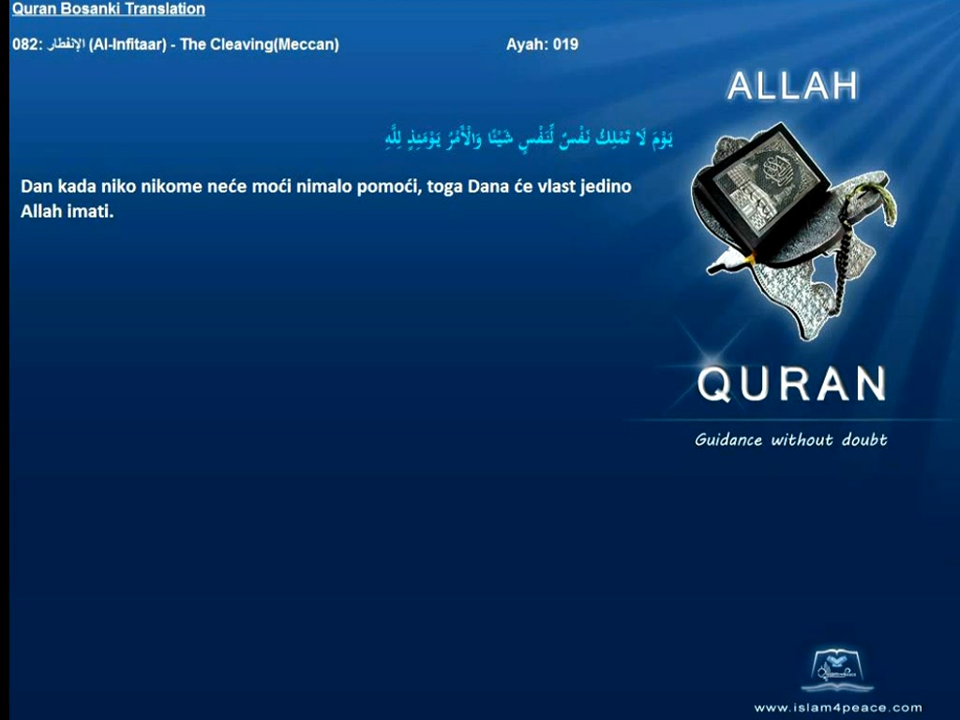 Quran Bosanki Translation
082: الإنفطار (Al-Infitaar) - The Cleaving(Meccan) Ayah: 019
ALLAH
يَوْمَ لَا تَمْلِكُ نَفْسٌ لِّنَفْسٍ شَيْئًا وَالْأَمْرُ يَوْمَئِذٍ لِلَّهِ
Dan kada niko nikome neće moći nimalo pomoći, toga Dana će vlast jedino
Allah imati.
QURAN
Guidance without doubt
www.islam4peace.com